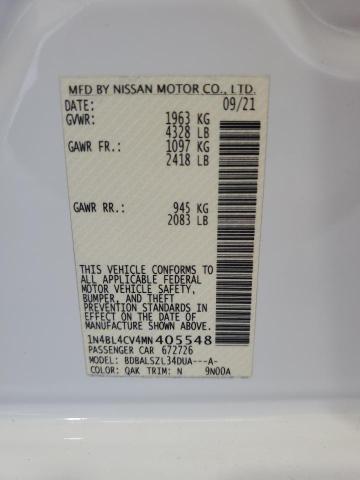 MFD BY NISSAN MOTOR CO., LTD.
DATE: 09/21
GVWR: 1963 KG
4328 LB
GAWR FR.: 1097 KG
2418 LB
GAWR RR.: 945 KG
2083 LB
THIS VEHICLE CONFORMS TO
ALL APPLICABLE FEDERAL
MOTOR VEHICLE SAFETY,
BUMPER, AND THEFT
PREVENTION STANDARDS IN
EFFECT ON THE DATE OF
MANUFACTURE SHOWN ABOVE.
1N4BL4CV4MN405548
PASSENGER CAR 672726
MODEL: BDBALSZL34DUA---A-
COLOR: QAK TRIM: N 9N00A